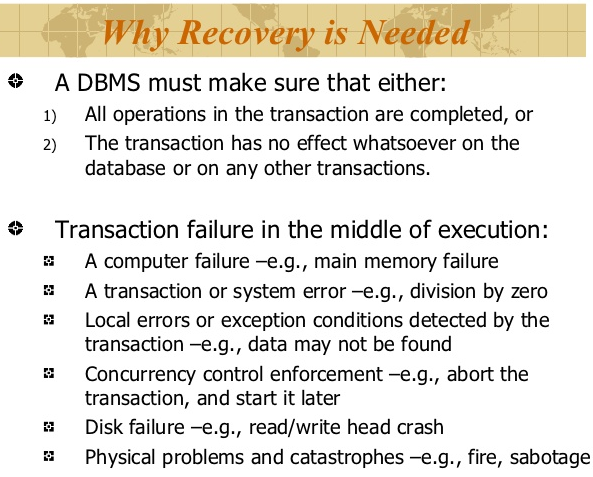 Why Recovery is Needed
A DBMS must make sure that either:
1) All operations in the transaction are completed, or
2) The transaction has no effect whatsoever on the
database or on any other transactions.
Transaction failure in the middle of execution:
A computer failure –e.g., main memory failure
A transaction or system error –e.g., division by zero
Local errors or exception conditions detected by the
transaction –e.g., data may not be found
Concurrency control enforcement –e.g., abort the
transaction, and start it later
Disk failure –e.g., read/write head crash
Physical problems and catastrophes –e.g., fire, sabotage